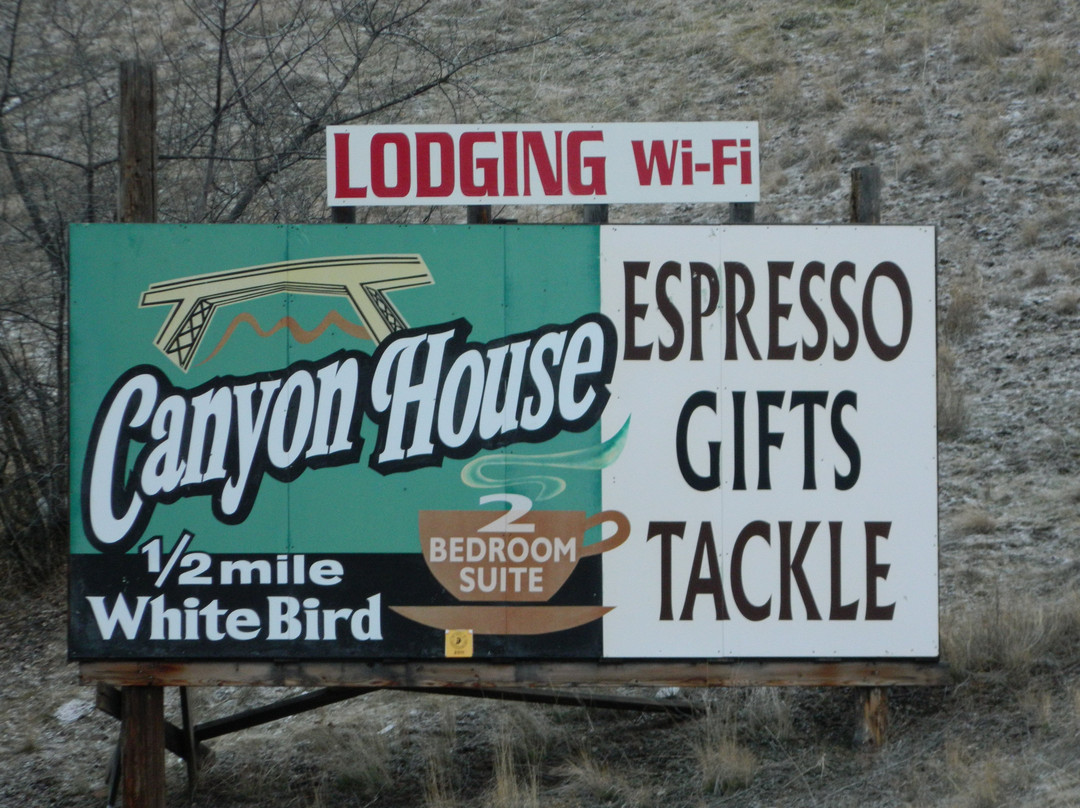 LODGING Wi-Fi
Canyon House
ESPRESSO
GIFTS
TACKLE
2
BEDROOM
SUITE
1/2 mile
White Bird